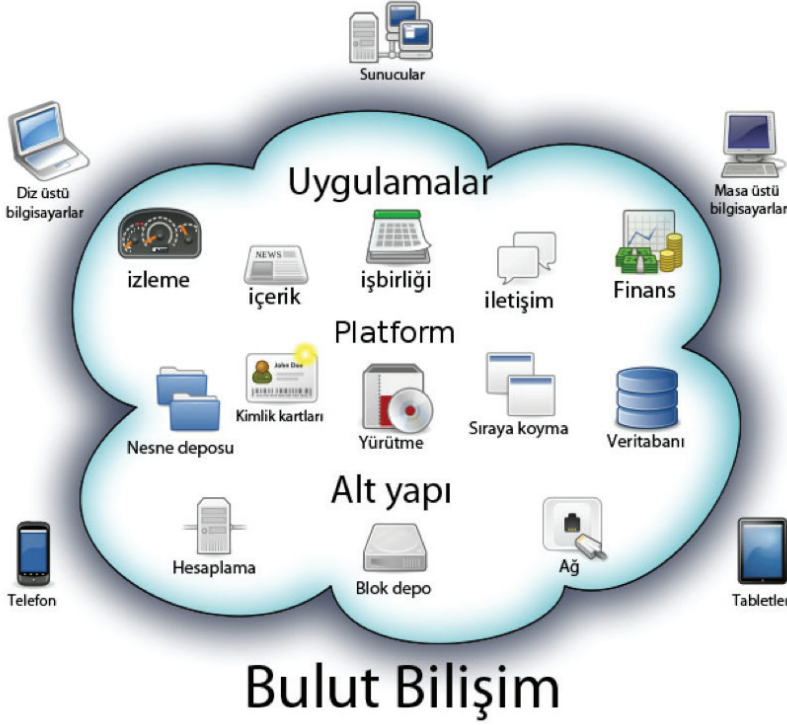 Sunucular
Diz üstü
bilgisayarlar
Masa üstü
bilgisayarlar
Uygulamalar
izleme
NEWS
içerik
işbirliği
iletişim
Finans
Platform
John Doe
Nesne deposu
Kimlik kartları
Yürütme
Sıraya koyma
Veritabanı
Alt yapı
Hesaplama
Blok depo
Ağ
Telefon
Tabletler
Bulut Bilişim